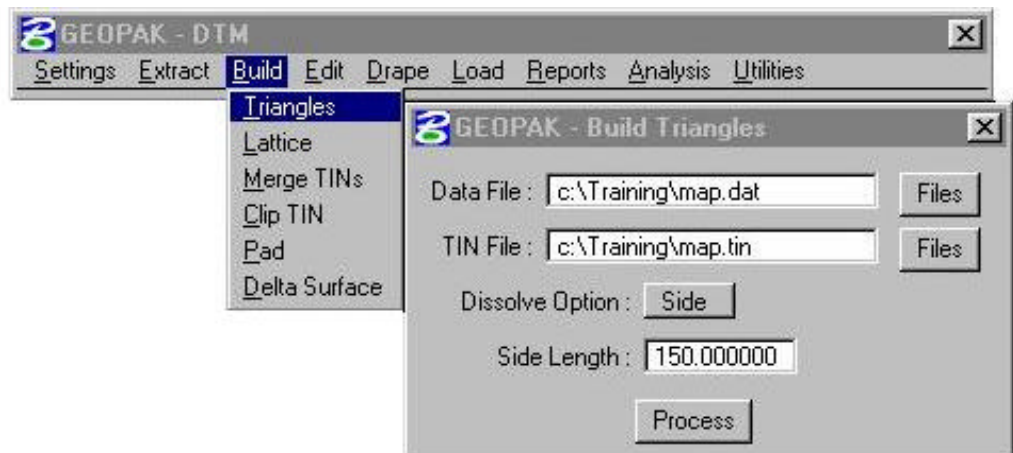 GEOPAK - DTM
Settings Extract Build Edit Drape Load Reports Analysis Utilities
Triangles
Lattice
Merge TINs
Clip TIN
Pad
Delta Surface
GEOPAK - Build Triangles
Data File : c:\Training\map.dat Files
TIN File : c:\Training\map.tin Files
Dissolve Option : Side
Side Length : 150.000000
Process